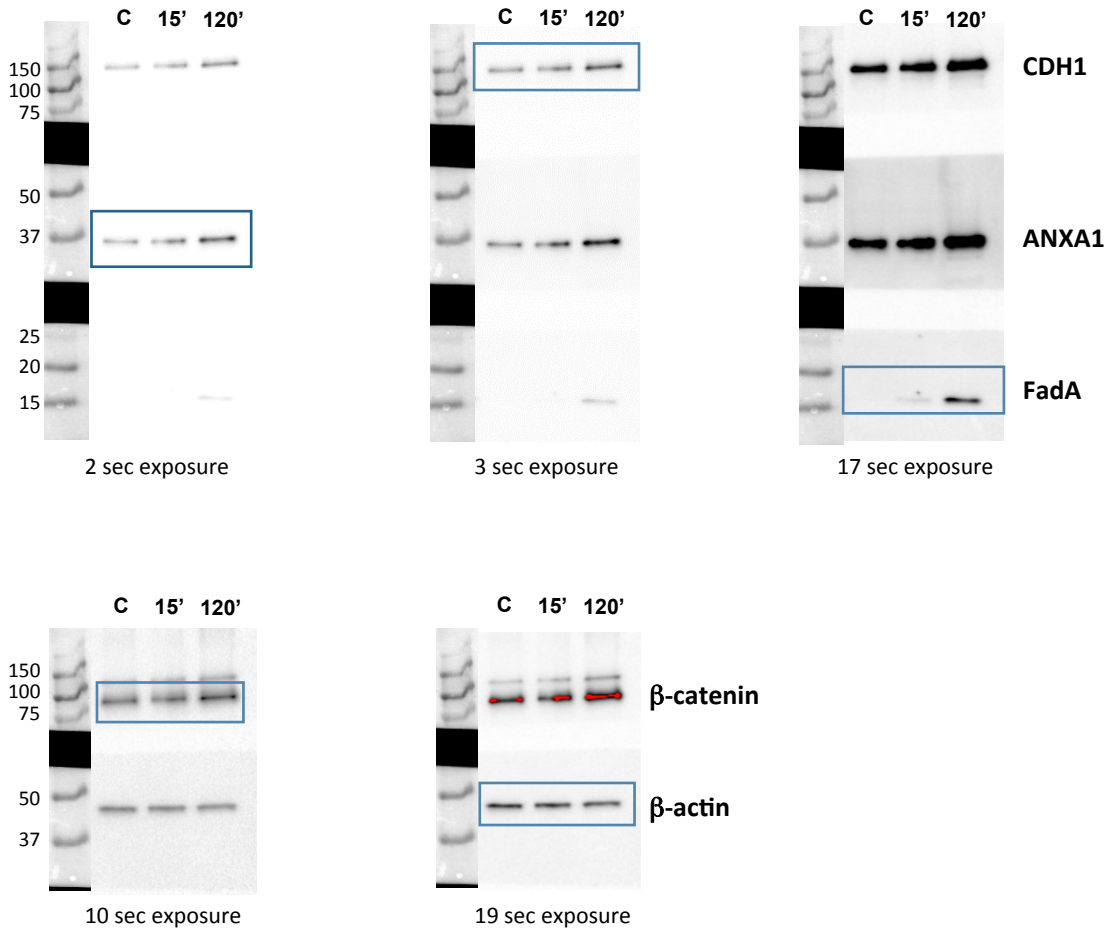 C 15’ 120’
C 15’ 120’
C 15’ 120’
150
100
75
50
37
25
20
15
CDH1
ANXA1
FadA
2 sec exposure
3 sec exposure
17 sec exposure
C 15’ 120’
C 15’ 120’
150
100
75
50
37
β-catenin
β-actin
10 sec exposure
19 sec exposure